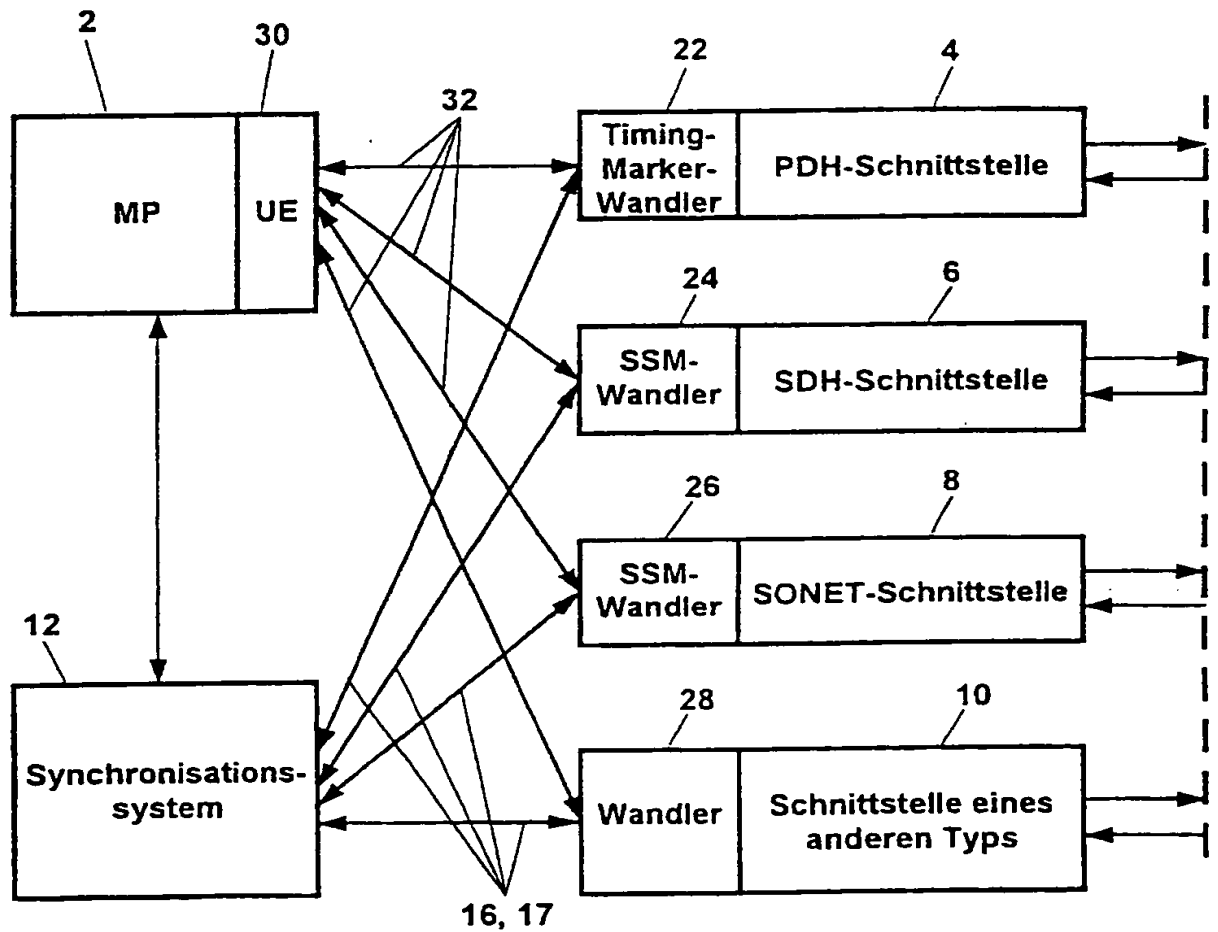 2
30
32
22
4
MP
UE
Timing-
Marker-
Wandler
PDH-Schnittstelle
24
6
SSM-
Wandler
SDH-Schnittstelle
26
8
SSM-
Wandler
SONET-Schnittstelle
12
28
10
Synchronisations-
system
Wandler
Schnittstelle eines
anderen Typs
16, 17